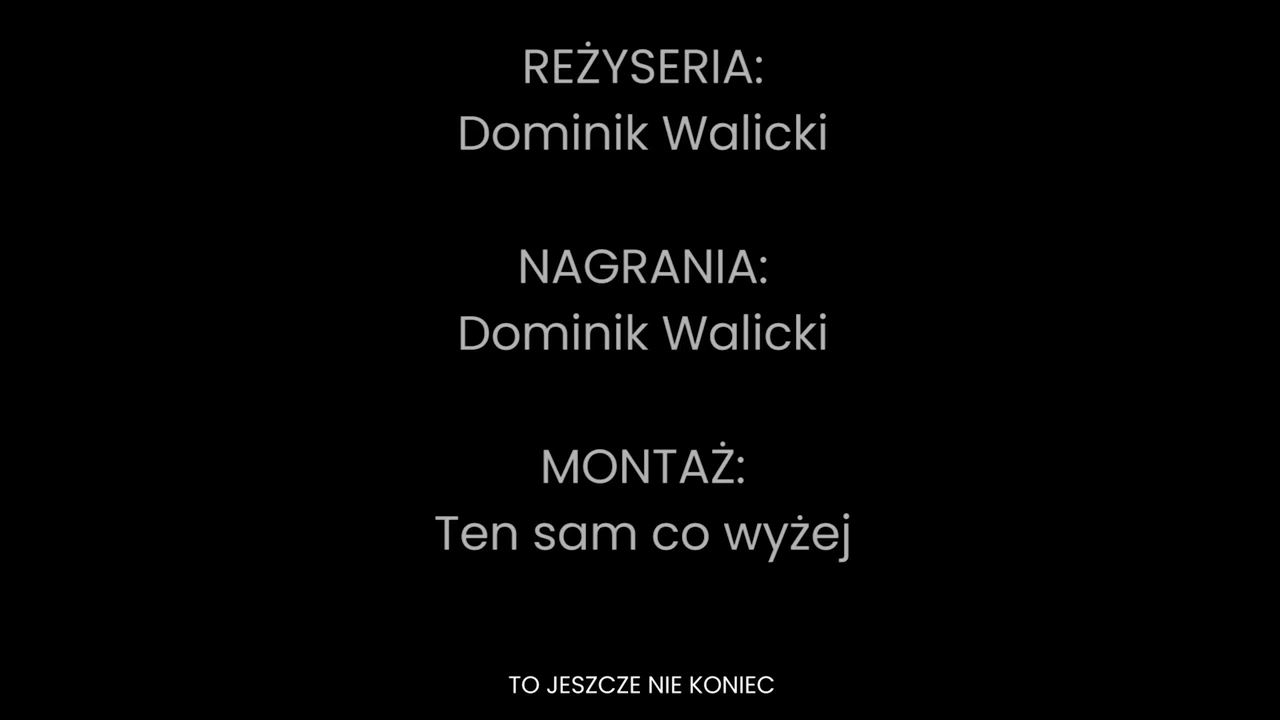 REŻYSERIA:
Dominik Walicki
NAGRANIA:
Dominik Walicki
MONTAŻ:
Ten sam co wyżej
TO JESZCZE NIE KONIEC